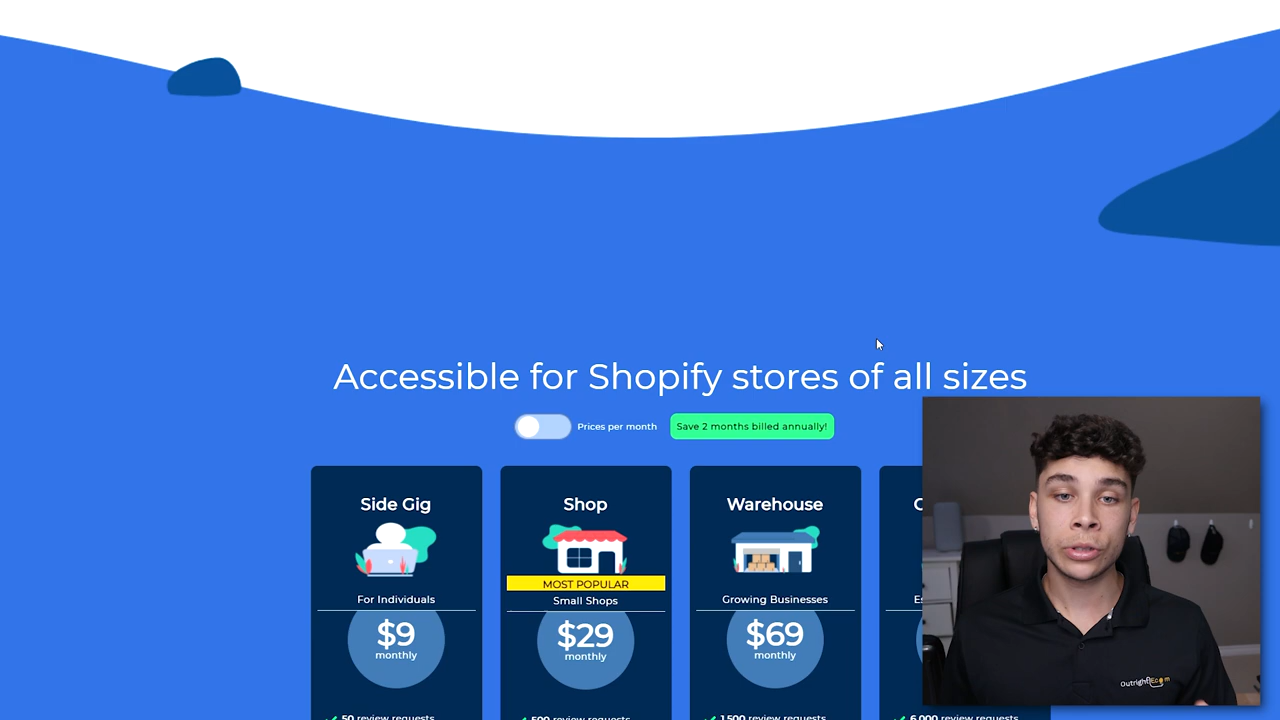 Accessible for Shopify stores of all sizes
Prices per month
Save 2 months billed annually!
Side Gig
For Individuals
$9
monthly
50 review requests
Shop
MOST POPULAR
Small Shops
$29
monthly
500 review requests
Warehouse
Growing Businesses
$69
monthly
1,500 review requests
6,000 review requests
OutrightEcom